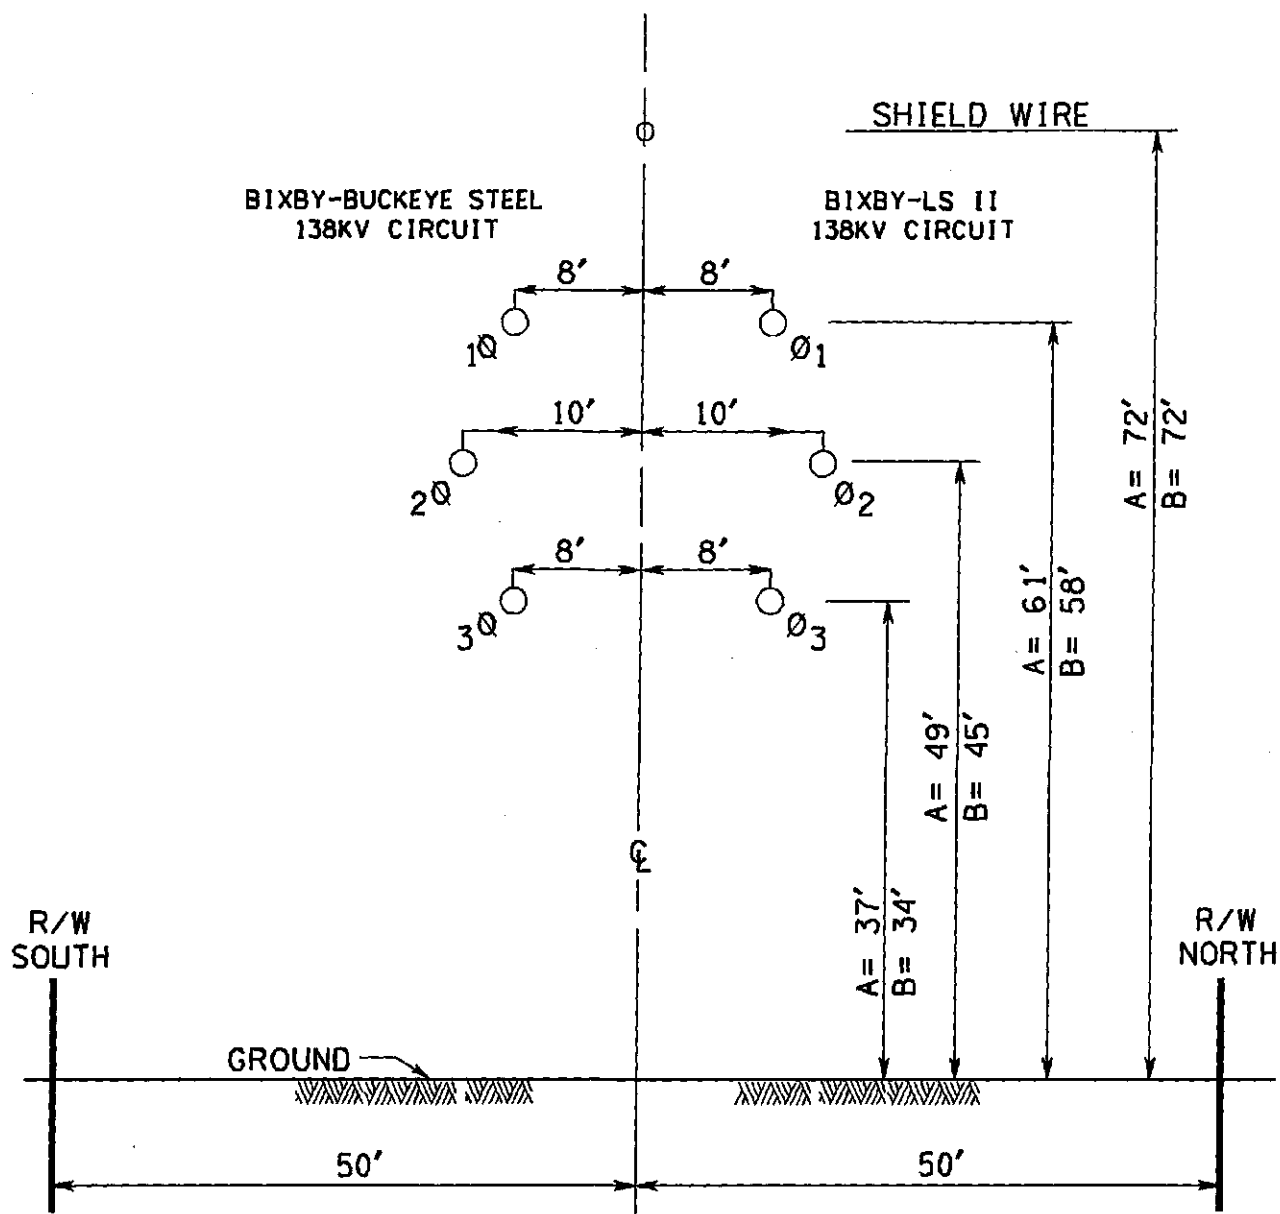 SHIELD WIRE
BIXBY-BUCKEYE STEEL
138KV CIRCUIT
BIXBY-LS II
138KV CIRCUIT
8′ 8′
1Ø Ø1
10′ 10′
2Ø Ø2
8′ 8′
3Ø Ø3
A= 72′
B= 72′
A= 61′
B= 58′
A= 49′
B= 45′
A= 37′
B= 34′
℄
R/W
SOUTH
R/W
NORTH
GROUND
50′ 50′